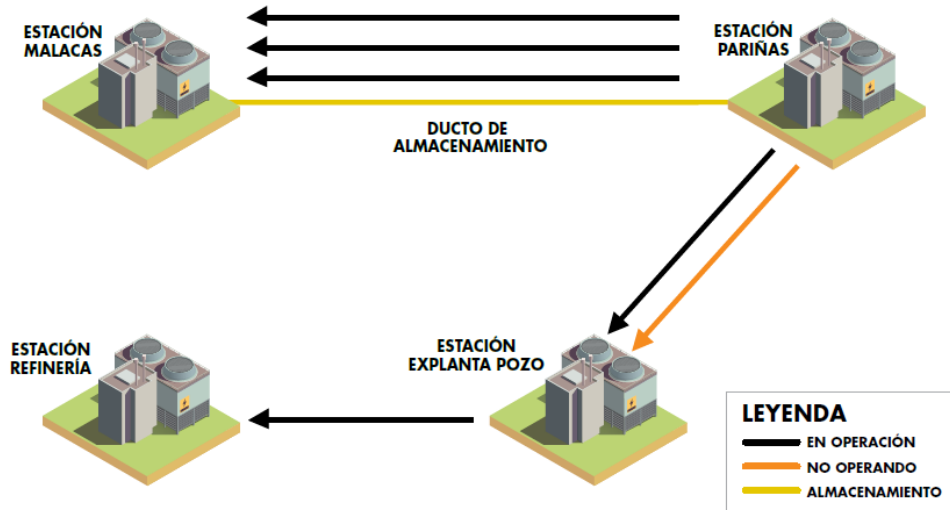 ESTACIÓN
MALACAS
ESTACIÓN
PARIÑAS
DUCTO DE
ALMACENAMIENTO
ESTACIÓN
REFINERÍA
ESTACIÓN
EXPLANTA POZO
LEYENDA
EN OPERACIÓN
NO OPERANDO
ALMACENAMIENTO